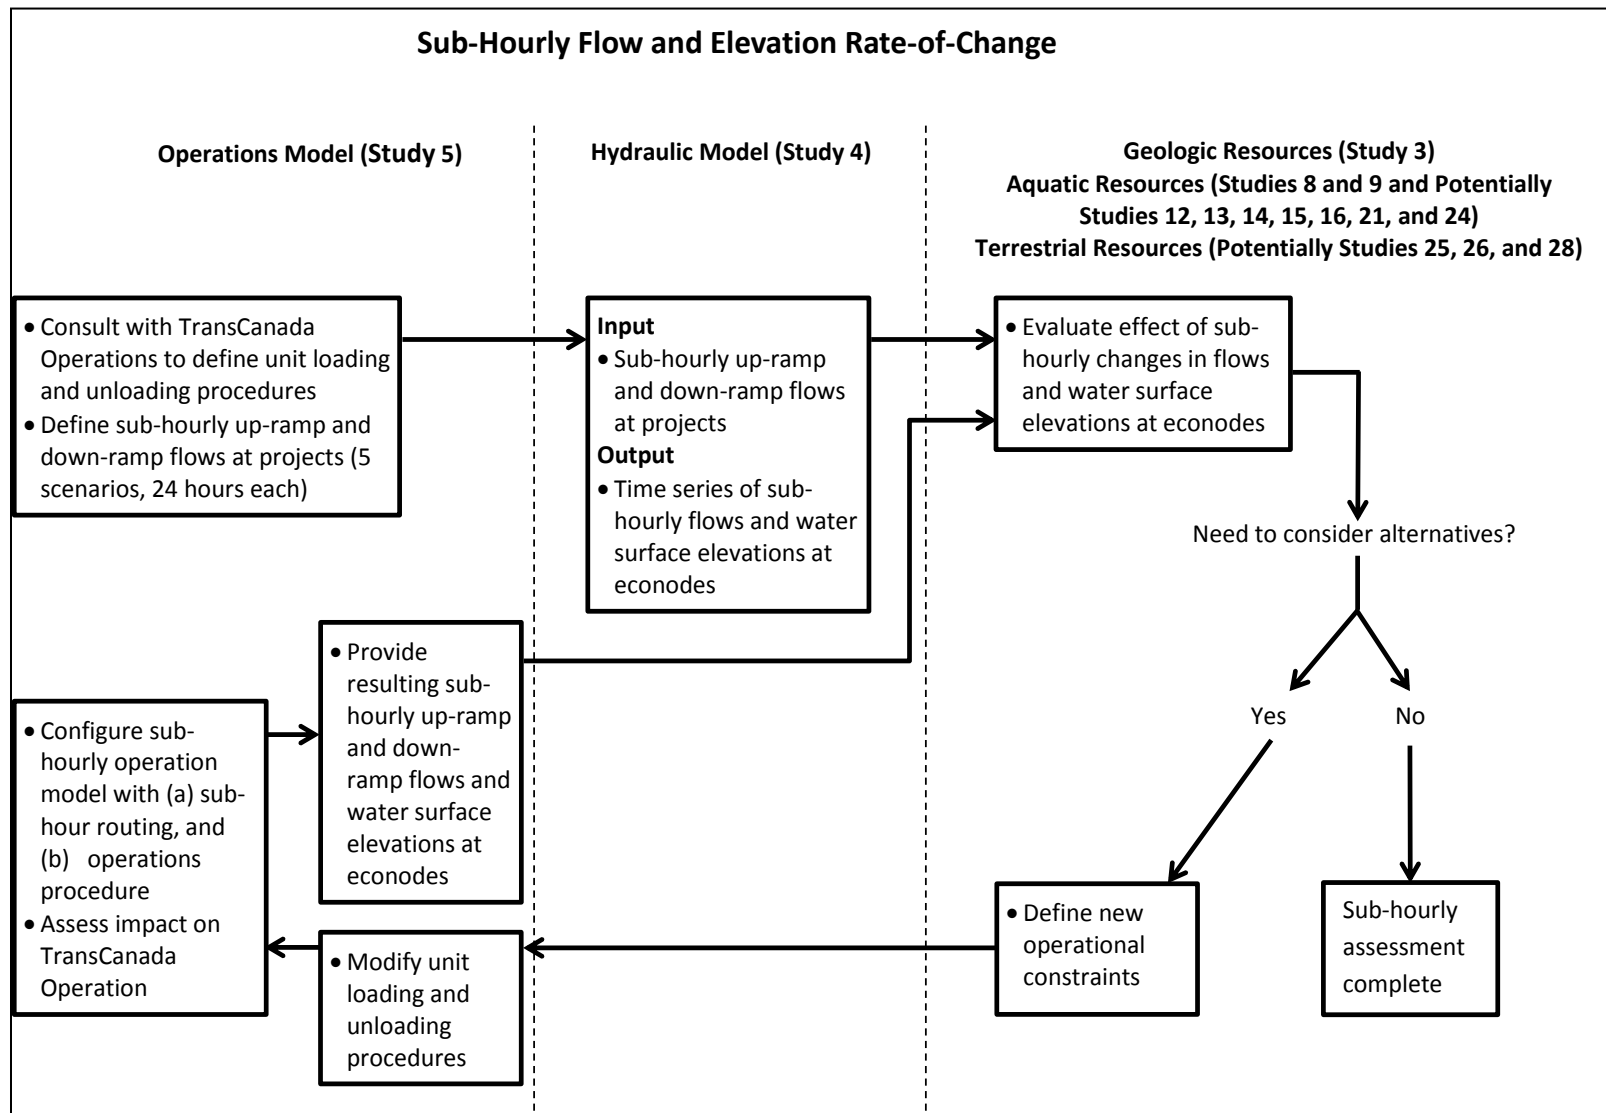 Sub-Hourly Flow and Elevation Rate-of-Change
Operations Model (Study 5)
Hydraulic Model (Study 4)
Geologic Resources (Study 3)
Aquatic Resources (Studies 8 and 9 and Potentially
Studies 12, 13, 14, 15, 16, 21, and 24)
Terrestrial Resources (Potentially Studies 25, 26, and 28)
• Consult with TransCanada
Operations to define unit loading
and unloading procedures
• Define sub-hourly up-ramp and
down-ramp flows at projects (5
scenarios, 24 hours each)
Input
• Sub-hourly up-ramp
and down-ramp flows
at projects
Output
• Time series of sub-
hourly flows and water
surface elevations at
econodes
• Evaluate effect of sub-
hourly changes in flows
and water surface
elevations at econodes
Need to consider alternatives?
Yes
No
• Define new
operational
constraints
Sub-hourly
assessment
complete
• Modify unit
loading and
unloading
procedures
• Configure sub-
hourly operation
model with (a) sub-
hour routing, and
(b) operations
procedure
• Assess impact on
TransCanada
Operation
• Provide
resulting sub-
hourly up-ramp
and down-
ramp flows and
water surface
elevations at
econodes